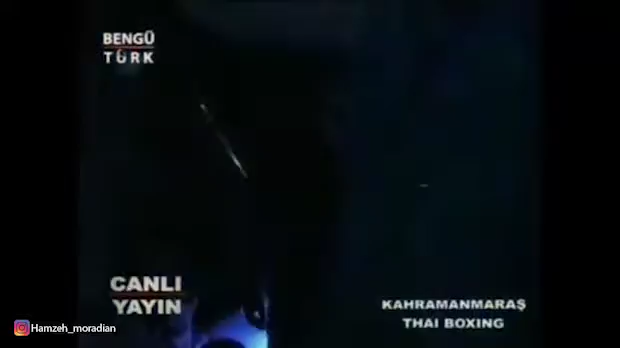 BENGÜ
TÜRK
CANLI
YAYIN
KAHRAMANMARAŞ
THAI BOXING
Hamzeh_moradian